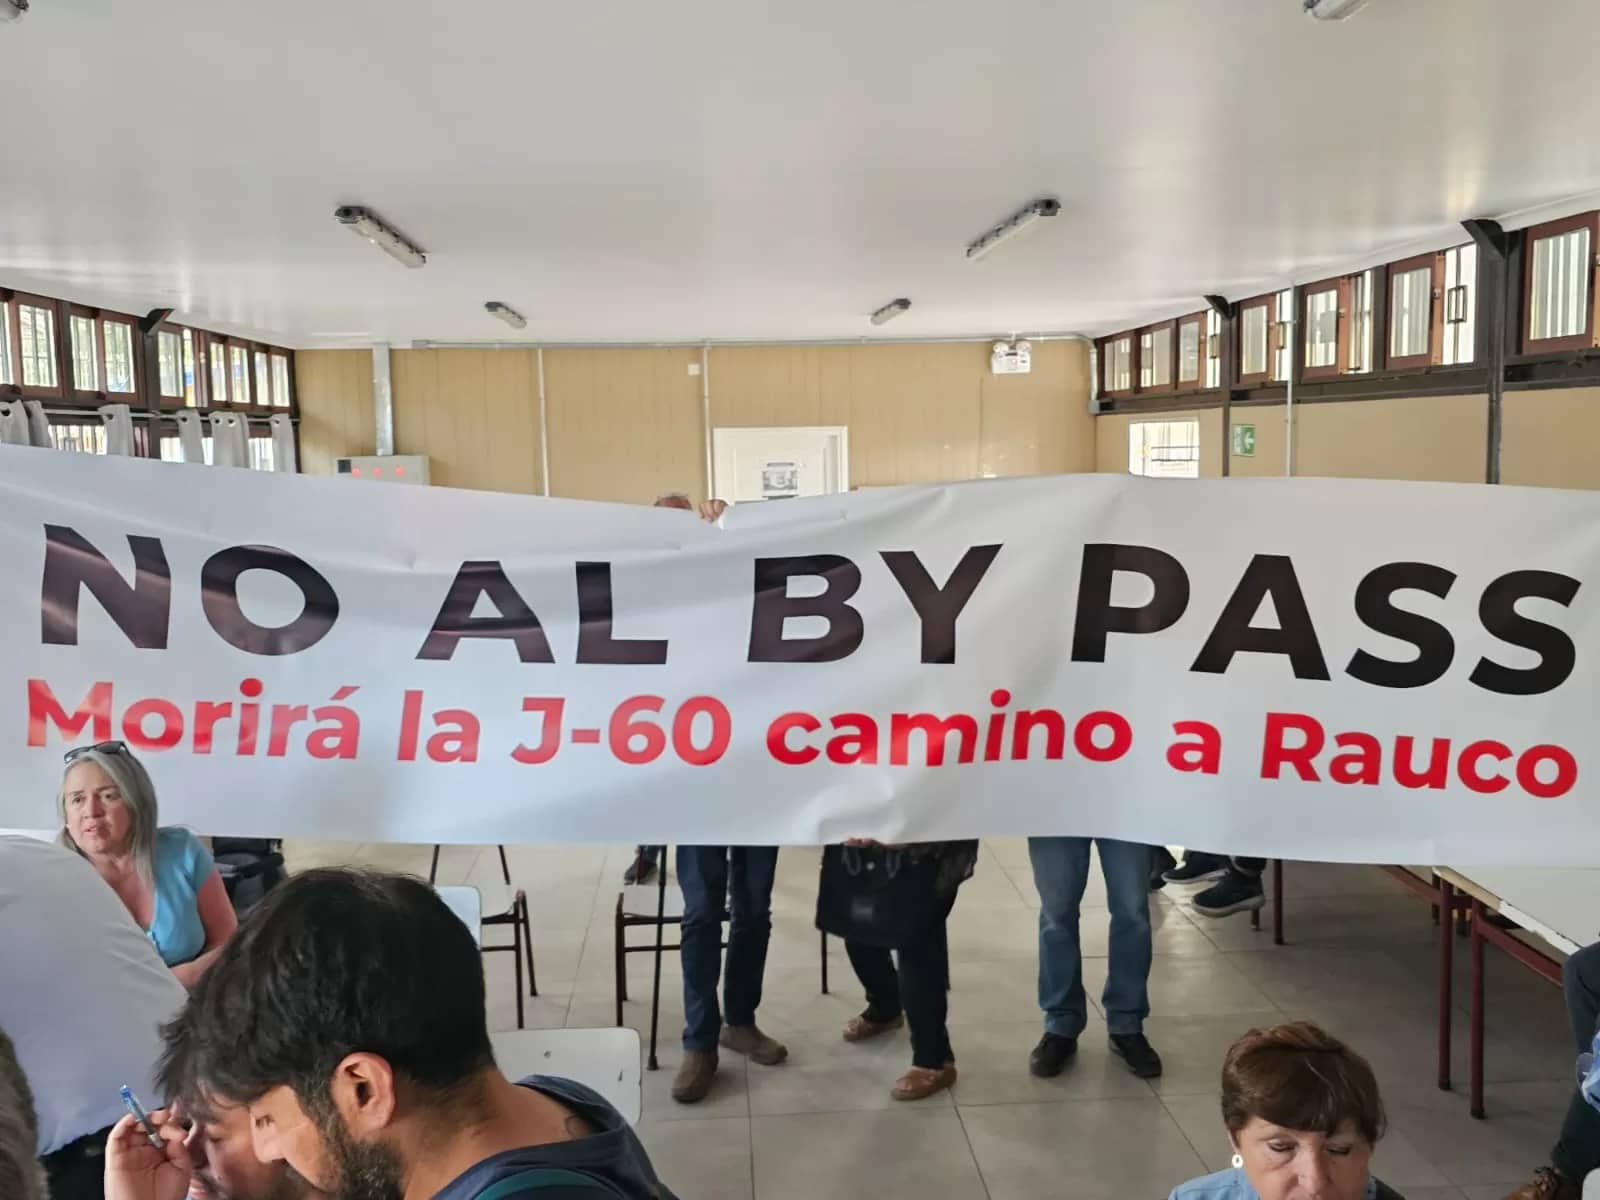 NO AL BY PASS
Morirá la J-60 camino a Rauco